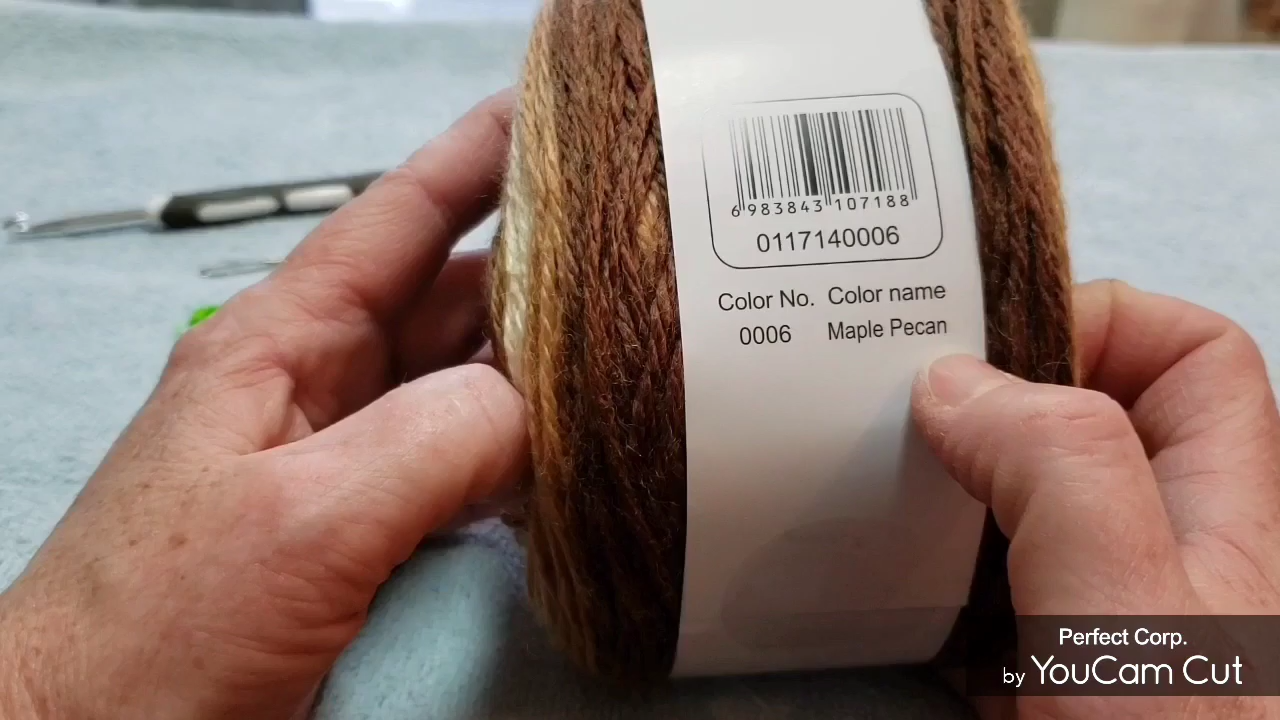 6 983843 107188
0117140006
Color No. Color name
0006 Maple Pecan
Perfect Corp.
by YouCam Cut